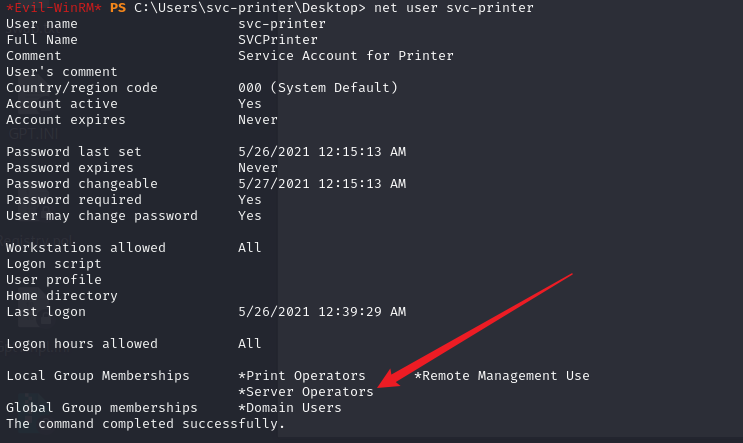 *Evil-WinRM* PS C:\Users\svc-printer\Desktop> net user svc-printer
User name svc-printer
Full Name SVCPrinter
Comment Service Account for Printer
User's comment
Country/region code 000 (System Default)
Account active Yes
Account expires Never
GPT.INI
Password last set 5/26/2021 12:15:13 AM
Password expires Never
Password changeable 5/27/2021 12:15:13 AM
Password required Yes
User may change password Yes
Workstations allowed All
Logon script
User profile
Home directory
Last logon 5/26/2021 12:39:29 AM
Logon hours allowed All
Local Group Memberships *Print Operators *Remote Management Use
*Server Operators
Global Group memberships *Domain Users
The command completed successfully.